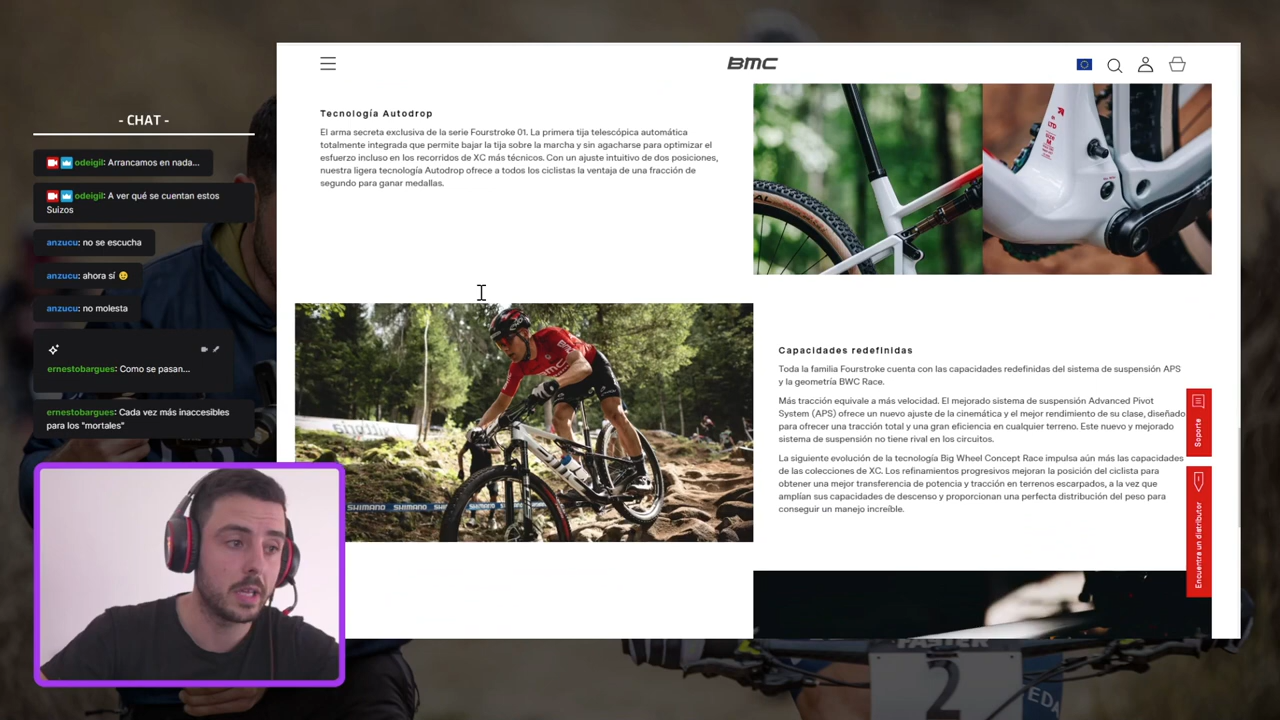 - CHAT -
odeigil: Arrancamos en nada...
odeigil: A ver qué se cuentan estos
Suizos
anzucu: no se escucha
anzucu: ahora sí 😉
anzucu: no molesta
ernestobargues: Como se pasan...
ernestobargues: Cada vez más inaccesibles
para los "mortales"
BMC
Tecnología Autodrop
El arma secreta exclusiva de la serie Fourstroke 01. La primera tija telescópica automática
totalmente integrada que permite bajar la tija sobre la marcha y sin agacharse para optimizar el
esfuerzo incluso en los recorridos de XC más técnicos. Con un ajuste intuitivo de dos posiciones,
nuestra ligera tecnología Autodrop ofrece a todos los ciclistas la ventaja de una fracción de
segundo para ganar medallas.
Capacidades redefinidas
Toda la familia Fourstroke cuenta con las capacidades redefinidas del sistema de suspensión APS
y la geometría BWC Race.
Más tracción equivale a más velocidad. El mejorado sistema de suspensión Advanced Pivot
System (APS) ofrece un nuevo ajuste de la cinemática y el mejor rendimiento de su clase, diseñado
para ofrecer una tracción total y una gran eficiencia en cualquier terreno. Este nuevo y mejorado
sistema de suspensión no tiene rival en los circuitos.
La siguiente evolución de la tecnología Big Wheel Concept Race impulsa aún más las capacidades
de las colecciones de XC. Los refinamientos progresivos mejoran la posición del ciclista para
obtener una mejor transferencia de potencia y tracción en terrenos escarpados, a la vez que
amplían sus capacidades de descenso y proporcionan una perfecta distribución del peso para
conseguir un manejo increíble.
Soporte
Encuentra un distribuidor
SHIMANO
SHIMANO
FASTER
2
EDA